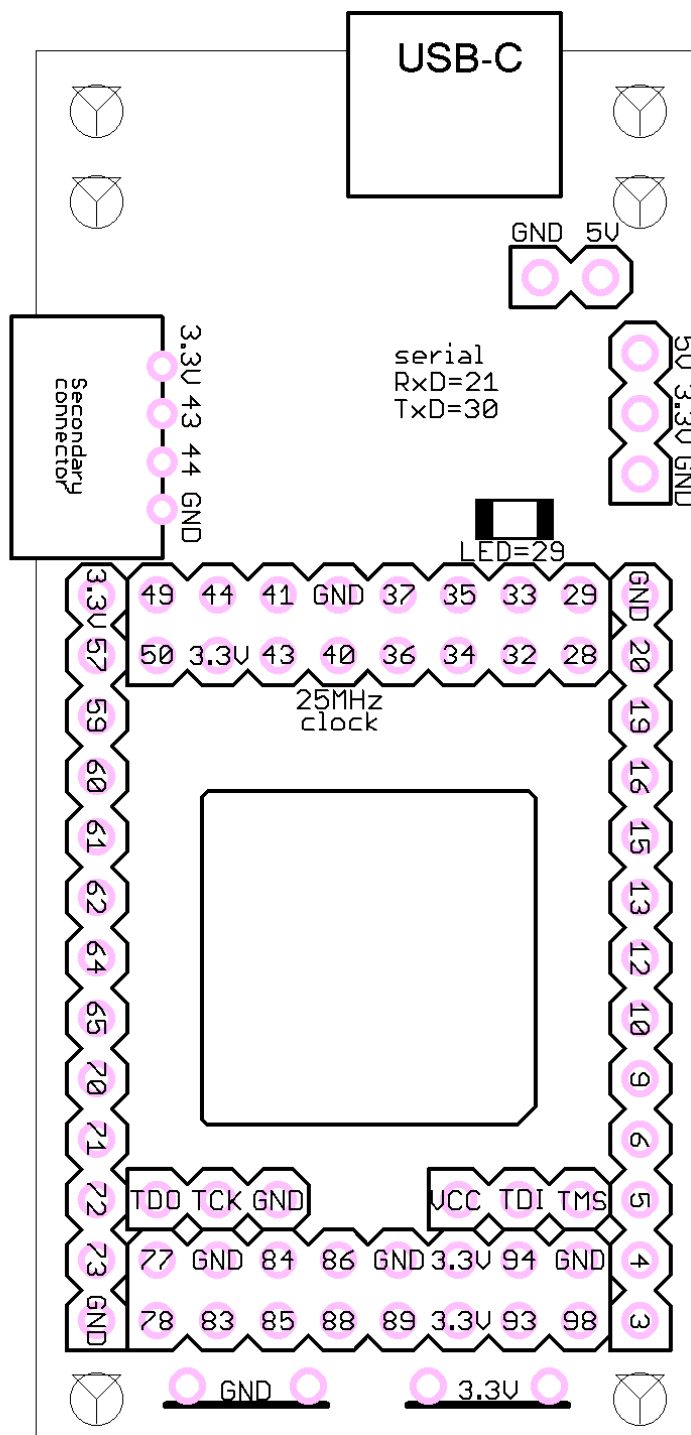 USB-C
GND 5V
5V
3.3V
GND
serial
RxD=21
TxD=30
3.3V
43
44
GND
Secondary
connector
LED=29
3.3V 49 44 41 GND 37 35 33 29 GND
57 50 3.3V 43 40 36 34 32 28 20
25MHz
clock
59 19
60 16
61 15
62 13
64 12
65 10
70 9
71 6
72 TDO TCK GND VCC TDI TMS 5
73 77 GND 84 86 GND 3.3V 94 GND 4
GND 78 83 85 88 89 3.3V 93 98 3
GND 3.3V